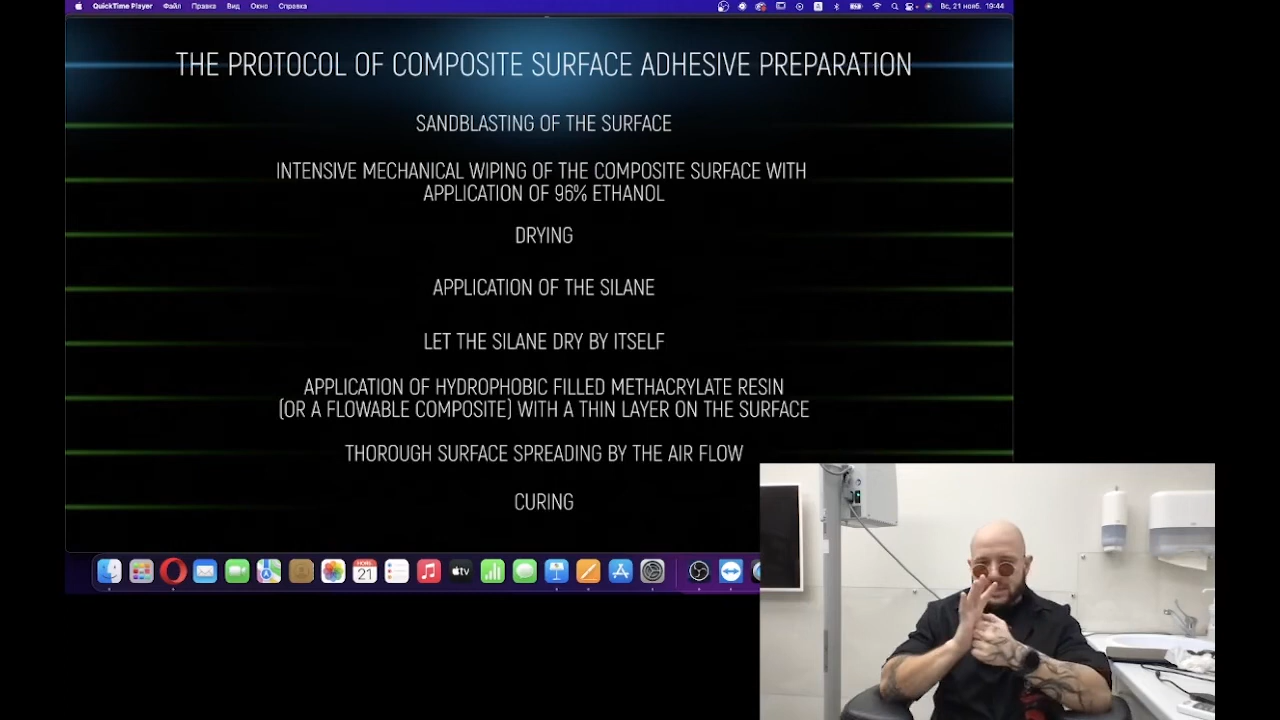 QuickTime Player Файл Правка Вид Окно Справка Вс, 21 нояб. 19:44
THE PROTOCOL OF COMPOSITE SURFACE ADHESIVE PREPARATION
SANDBLASTING OF THE SURFACE
INTENSIVE MECHANICAL WIPING OF THE COMPOSITE SURFACE WITH
APPLICATION OF 96% ETHANOL
DRYING
APPLICATION OF THE SILANE
LET THE SILANE DRY BY ITSELF
APPLICATION OF HYDROPHOBIC FILLED METHACRYLATE RESIN
(OR A FLOWABLE COMPOSITE) WITH A THIN LAYER ON THE SURFACE
THOROUGH SURFACE SPREADING BY THE AIR FLOW
CURING
21
tv